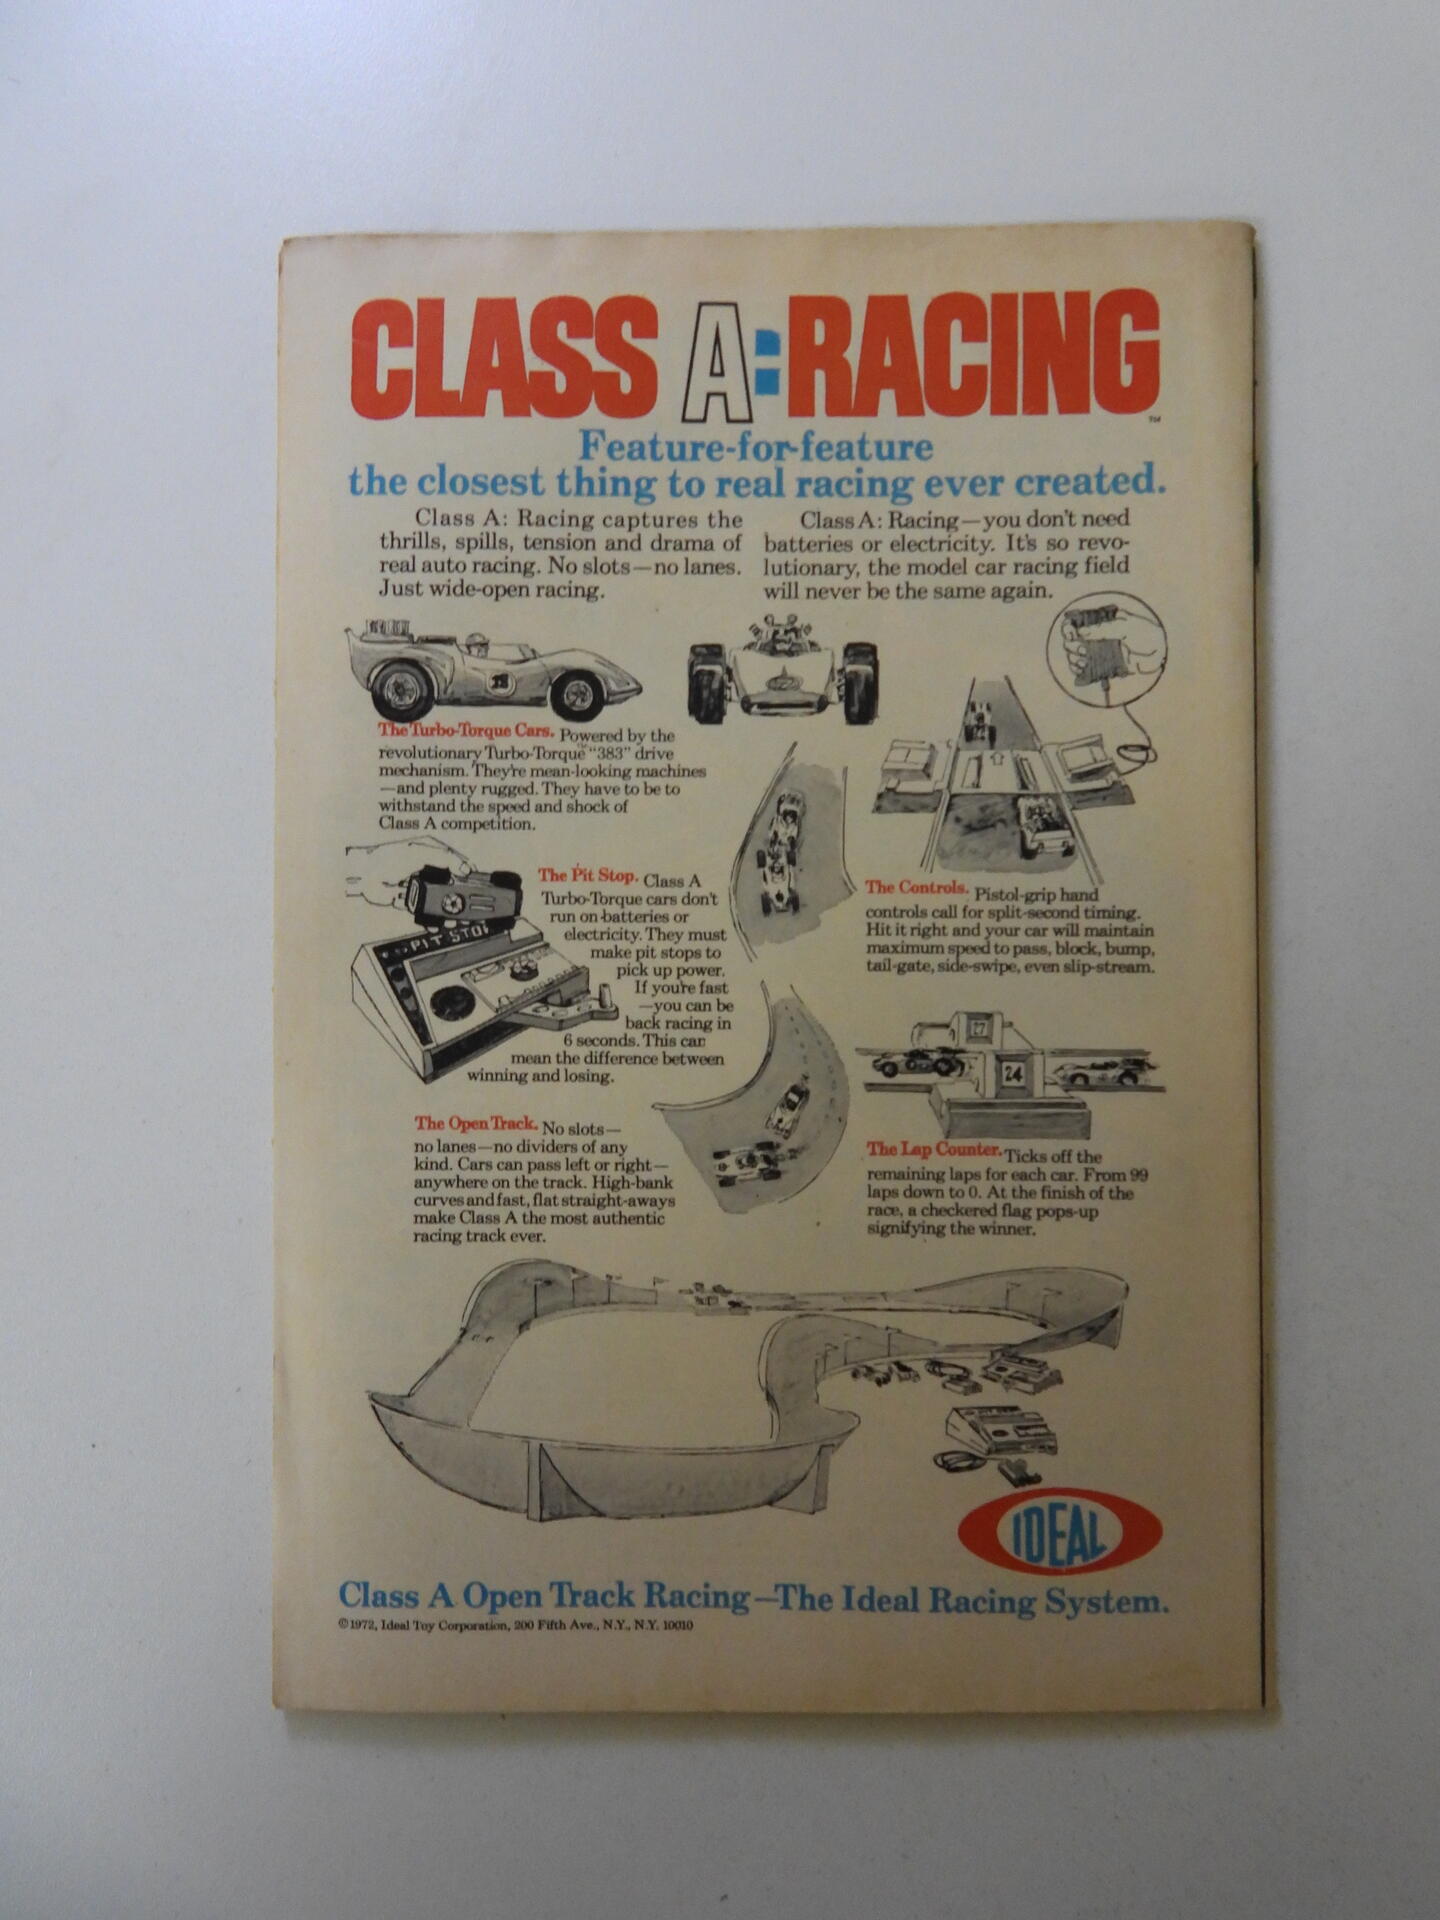 CLASS A: RACING
TM
Feature-for-feature
the closest thing to real racing ever created.
Class A: Racing captures the
thrills, spills, tension and drama of
real auto racing. No slots—no lanes.
Just wide-open racing.
Class A: Racing—you don't need
batteries or electricity. It's so revo-
lutionary, the model car racing field
will never be the same again.
The Turbo-Torque Cars. Powered by the
revolutionary Turbo-Torque™ "383" drive
mechanism. They're mean-looking machines
—and plenty rugged. They have to be to
withstand the speed and shock of
Class A competition.
PIT STOP
The Pit Stop. Class A
Turbo-Torque cars don't
run on batteries or
electricity. They must
make pit stops to
pick up power.
If you're fast
—you can be
back racing in
6 seconds. This can
mean the difference between
winning and losing.
The Controls. Pistol-grip hand
controls call for split-second timing.
Hit it right and your car will maintain
maximum speed to pass, block, bump,
tail-gate, side-swipe, even slip-stream.
27
24
The Open Track. No slots—
no lanes—no dividers of any
kind. Cars can pass left or right—
anywhere on the track. High-bank
curves and fast, flat straight-aways
make Class A the most authentic
racing track ever.
The Lap Counter. Ticks off the
remaining laps for each car. From 99
laps down to 0. At the finish of the
race, a checkered flag pops-up
signifying the winner.
IDEAL
Class A Open Track Racing—The Ideal Racing System.
©1972, Ideal Toy Corporation, 200 Fifth Ave., N.Y., N.Y. 10010